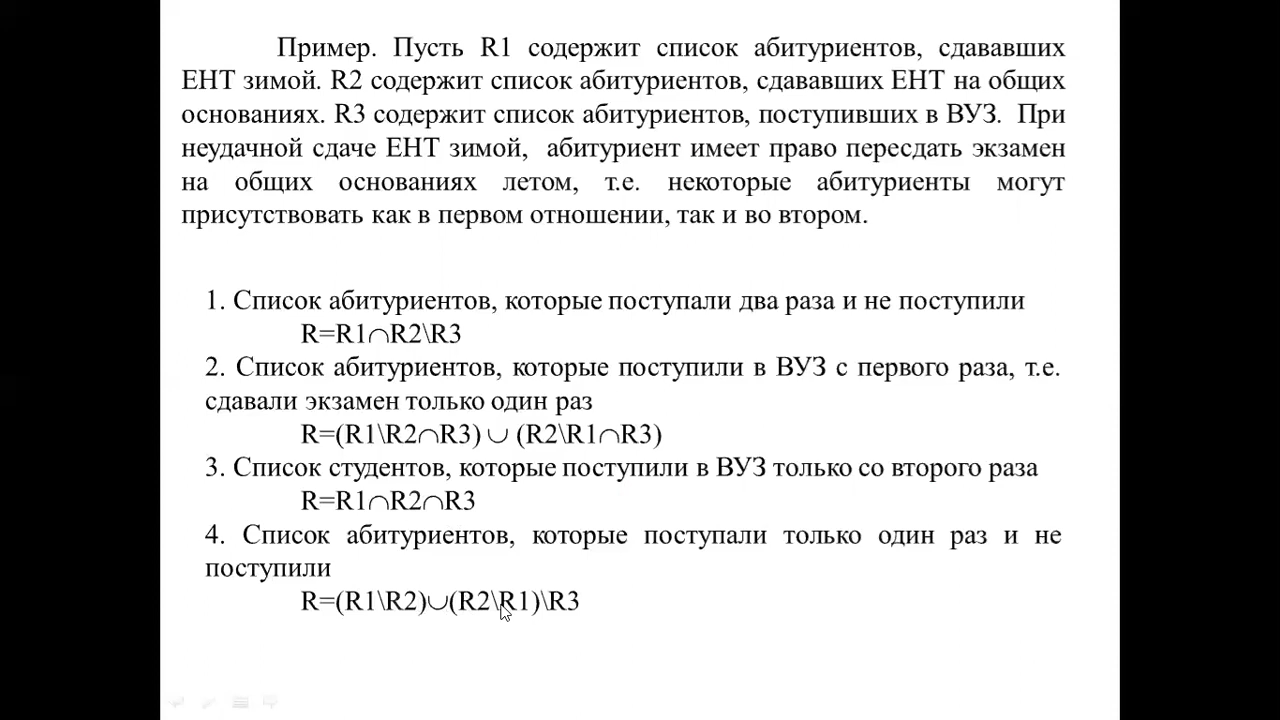 Пример. Пусть R1 содержит список абитуриентов, сдававших
ЕНТ зимой. R2 содержит список абитуриентов, сдававших ЕНТ на общих
основаниях. R3 содержит список абитуриентов, поступивших в ВУЗ. При
неудачной сдаче ЕНТ зимой, абитуриент имеет право пересдать экзамен
на общих основаниях летом, т.е. некоторые абитуриенты могут
присутствовать как в первом отношении, так и во втором.
1. Список абитуриентов, которые поступали два раза и не поступили
R=R1∩R2\R3
2. Список абитуриентов, которые поступили в ВУЗ с первого раза, т.е.
сдавали экзамен только один раз
R=(R1\R2∩R3) ∪ (R2\R1∩R3)
3. Список студентов, которые поступили в ВУЗ только со второго раза
R=R1∩R2∩R3
4. Список абитуриентов, которые поступали только один раз и не
поступили
R=(R1\R2)∪(R2\R1)\R3